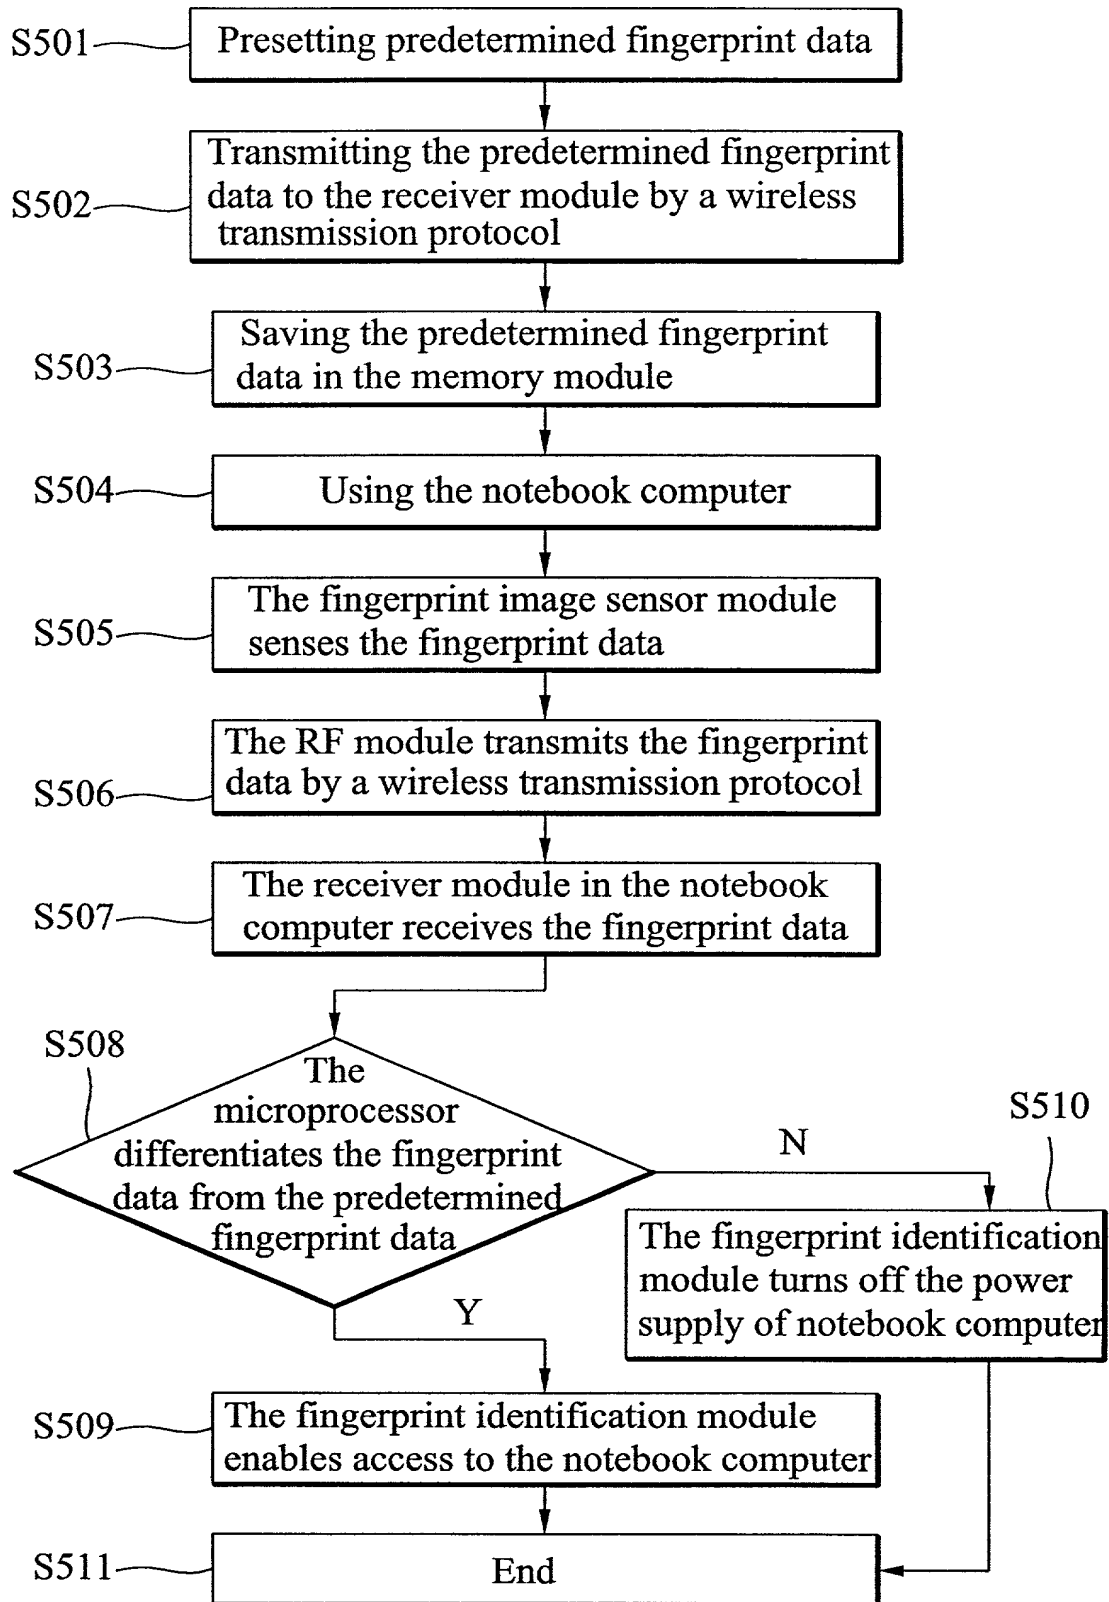 S501
Presetting predetermined fingerprint data
S502
Transmitting the predetermined fingerprint
data to the receiver module by a wireless
transmission protocol
S503
Saving the predetermined fingerprint
data in the memory module
S504
Using the notebook computer
S505
The fingerprint image sensor module
senses the fingerprint data
S506
The RF module transmits the fingerprint
data by a wireless transmission protocol
S507
The receiver module in the notebook
computer receives the fingerprint data
S508
The
microprocessor
differentiates the fingerprint
data from the predetermined
fingerprint data
N
S510
The fingerprint identification
module turns off the power
supply of notebook computer
Y
S509
The fingerprint identification module
enables access to the notebook computer
S511
End